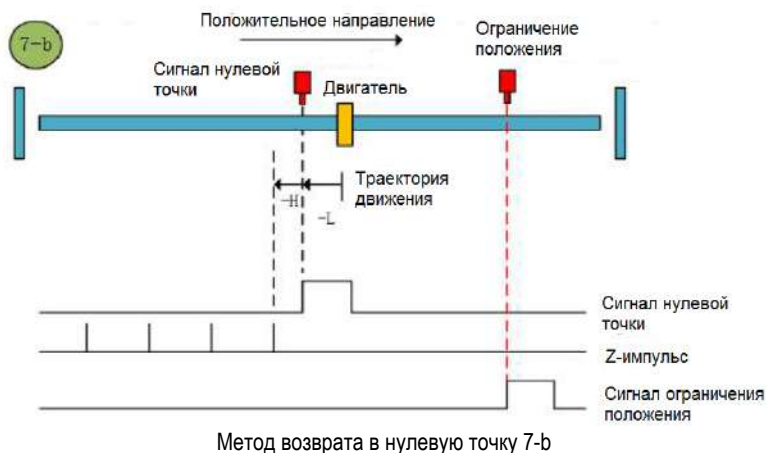 Положительное направление
7-b
Ограничение
положения
Сигнал нулевой
точки
Двигатель
Траектория
движения
-H
-L
Сигнал нулевой
точки
Z-импульс
Сигнал ограничения
положения
Метод возврата в нулевую точку 7-b